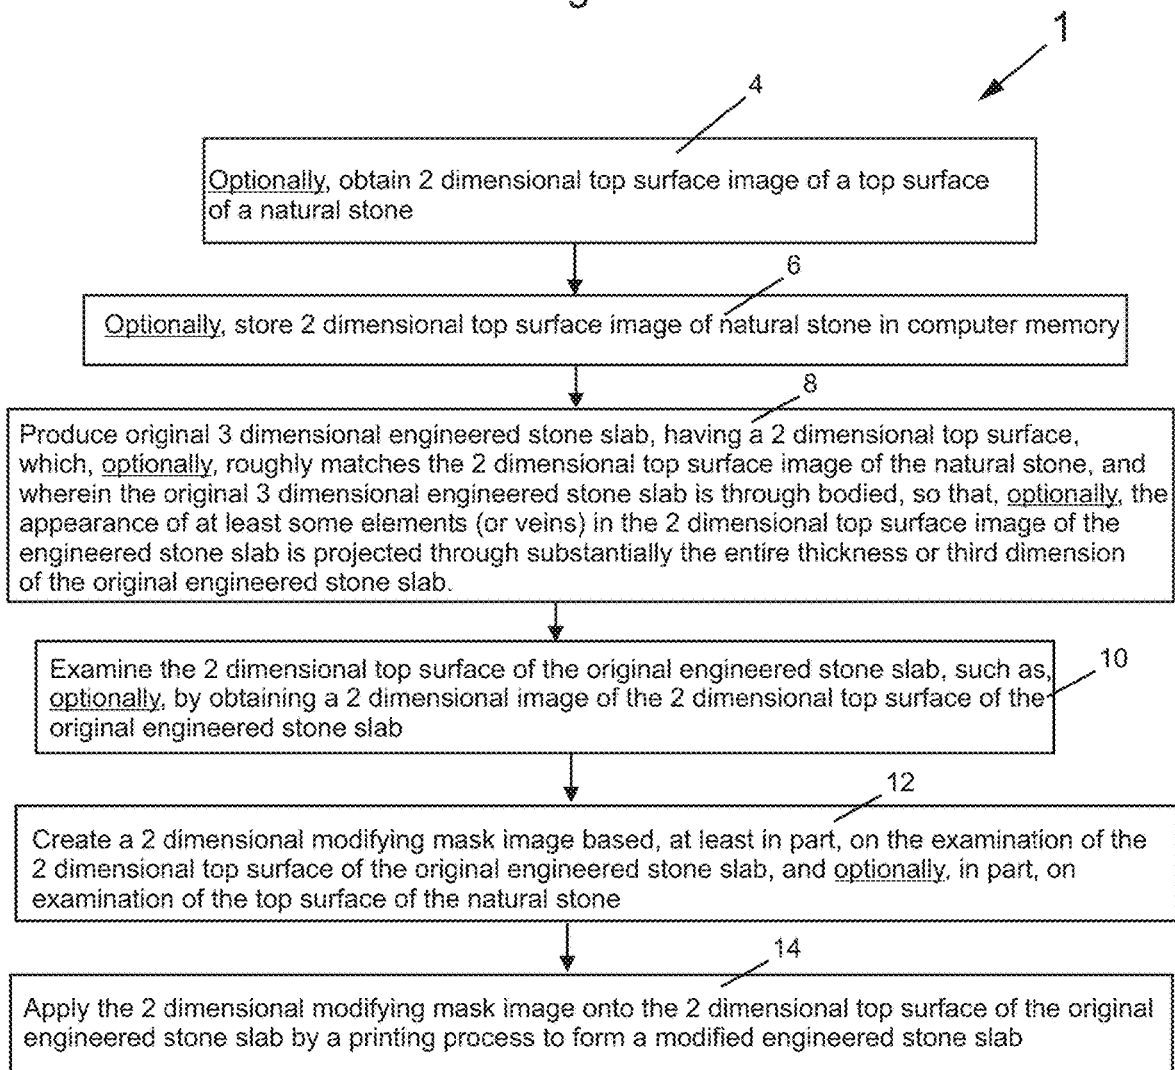 1
4
Optionally, obtain 2 dimensional top surface image of a top surface
of a natural stone
6
Optionally, store 2 dimensional top surface image of natural stone in computer memory
8
Produce original 3 dimensional engineered stone slab, having a 2 dimensional top surface,
which, optionally, roughly matches the 2 dimensional top surface image of the natural stone, and
wherein the original 3 dimensional engineered stone slab is through bodied, so that, optionally, the
appearance of at least some elements (or veins) in the 2 dimensional top surface image of the
engineered stone slab is projected through substantially the entire thickness or third dimension
of the original engineered stone slab.
Examine the 2 dimensional top surface of the original engineered stone slab, such as,
optionally, by obtaining a 2 dimensional image of the 2 dimensional top surface of the
original engineered stone slab
10
12
Create a 2 dimensional modifying mask image based, at least in part, on the examination of the
2 dimensional top surface of the original engineered stone slab, and optionally, in part, on
examination of the top surface of the natural stone
14
Apply the 2 dimensional modifying mask image onto the 2 dimensional top surface of the original
engineered stone slab by a printing process to form a modified engineered stone slab